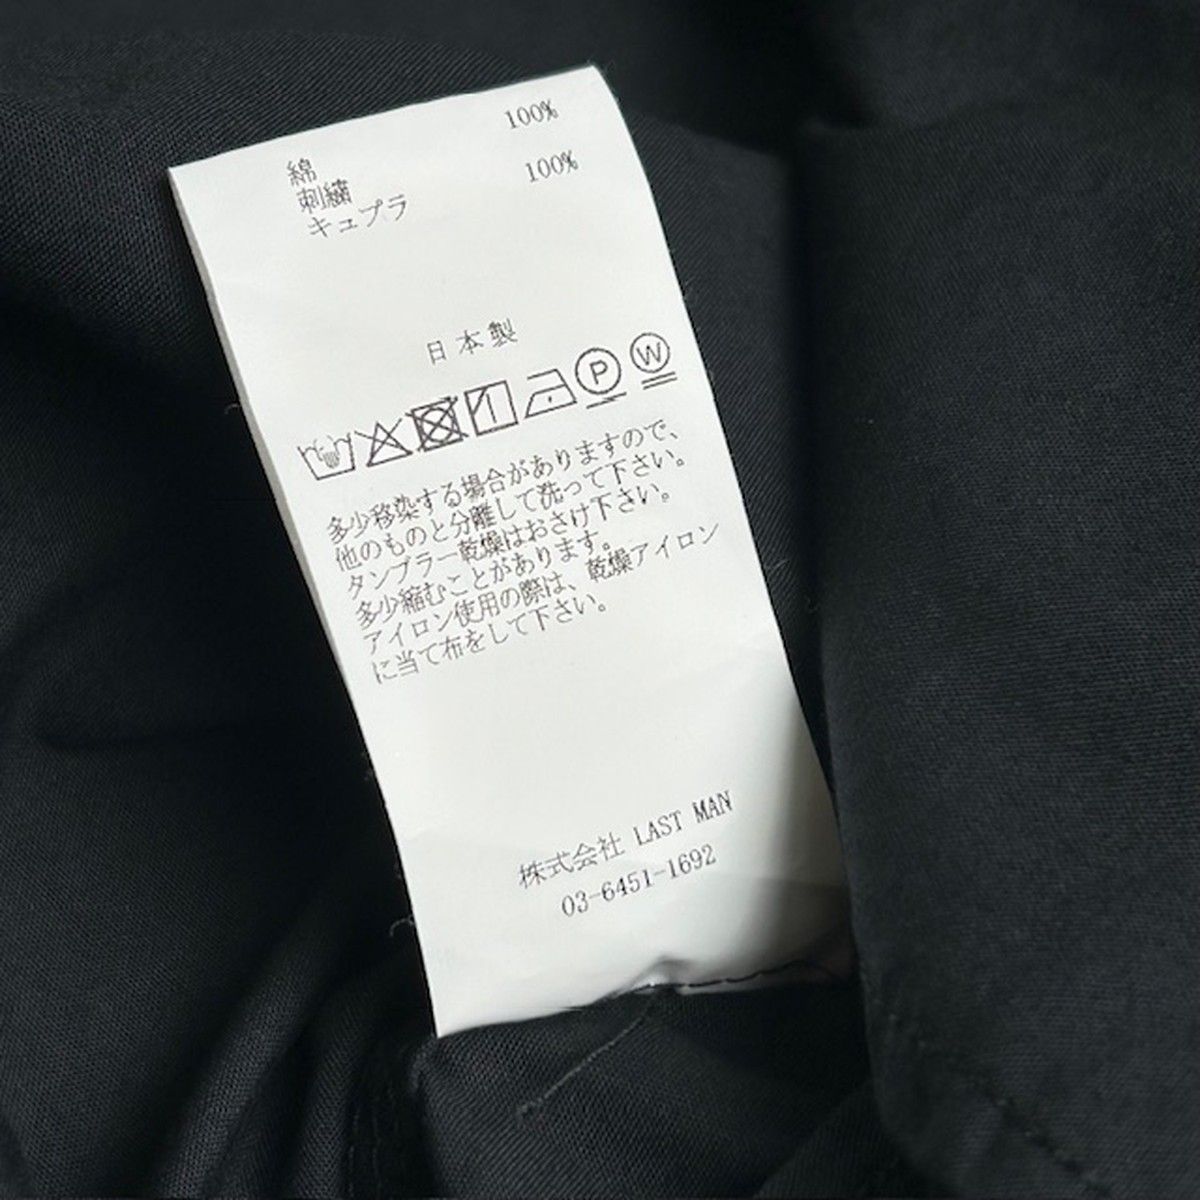 綿 100%
刺繍
キュプラ 100%
日本製
P W
多少移染する場合がありますので、
他のものと分離して洗って下さい。
タンブラー乾燥はおさけ下さい。
多少縮むことがあります。
アイロン使用の際は、乾燥アイロン
に当て布をして下さい。
株式会社 LAST MAN
03-6451-1692